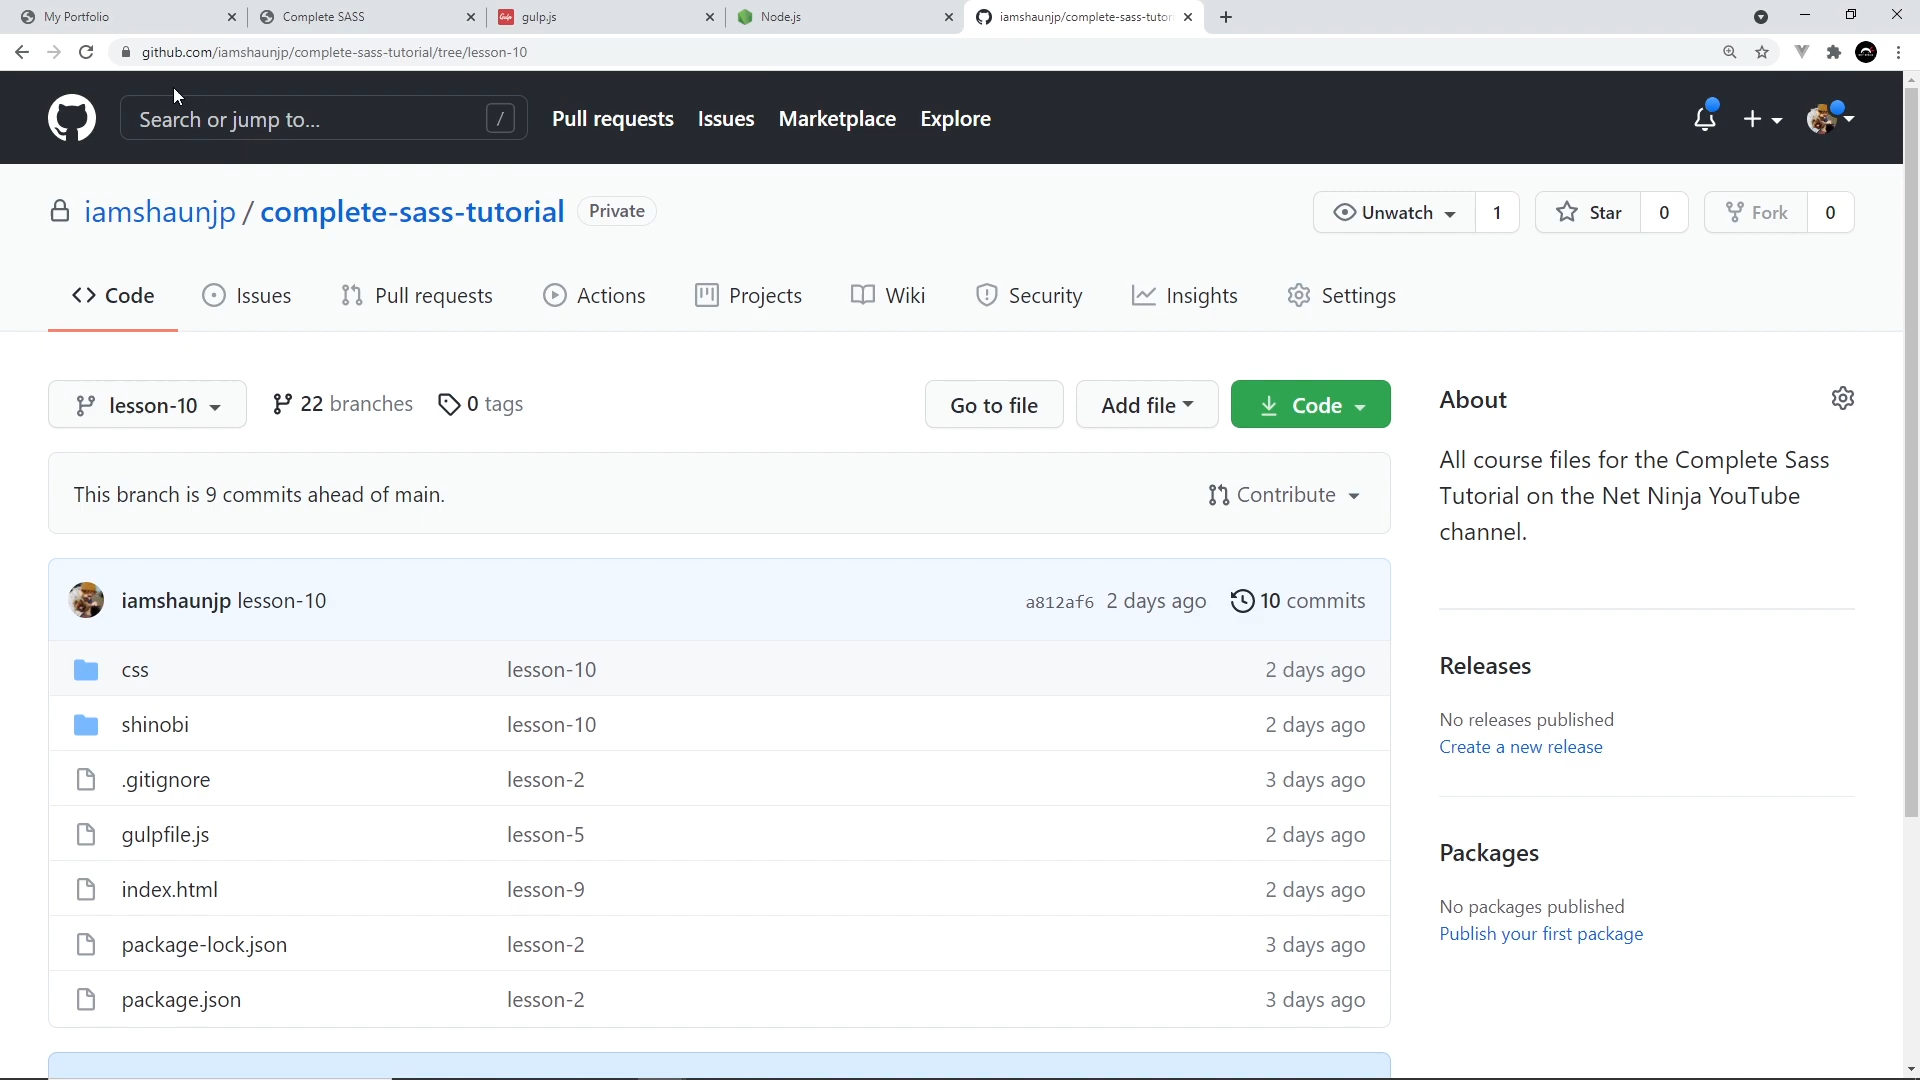 My Portfolio
Complete SASS
gulp.js
Node.js
iamshaunjp/complete-sass-tutor
github.com/iamshaunjp/complete-sass-tutorial/tree/lesson-10
Search or jump to...
/
Pull requests
Issues
Marketplace
Explore
iamshaunjp / complete-sass-tutorial
Private
Unwatch
1
Star
0
Fork
0
Code
Issues
Pull requests
Actions
Projects
Wiki
Security
Insights
Settings
lesson-10
22 branches
0 tags
Go to file
Add file
Code
This branch is 9 commits ahead of main.
Contribute
iamshaunjp lesson-10
a812af6 2 days ago
10 commits
css
lesson-10
2 days ago
shinobi
lesson-10
2 days ago
.gitignore
lesson-2
3 days ago
gulpfile.js
lesson-5
2 days ago
index.html
lesson-9
2 days ago
package-lock.json
lesson-2
3 days ago
package.json
lesson-2
3 days ago
About
All course files for the Complete Sass
Tutorial on the Net Ninja YouTube
channel.
Releases
No releases published
Create a new release
Packages
No packages published
Publish your first package